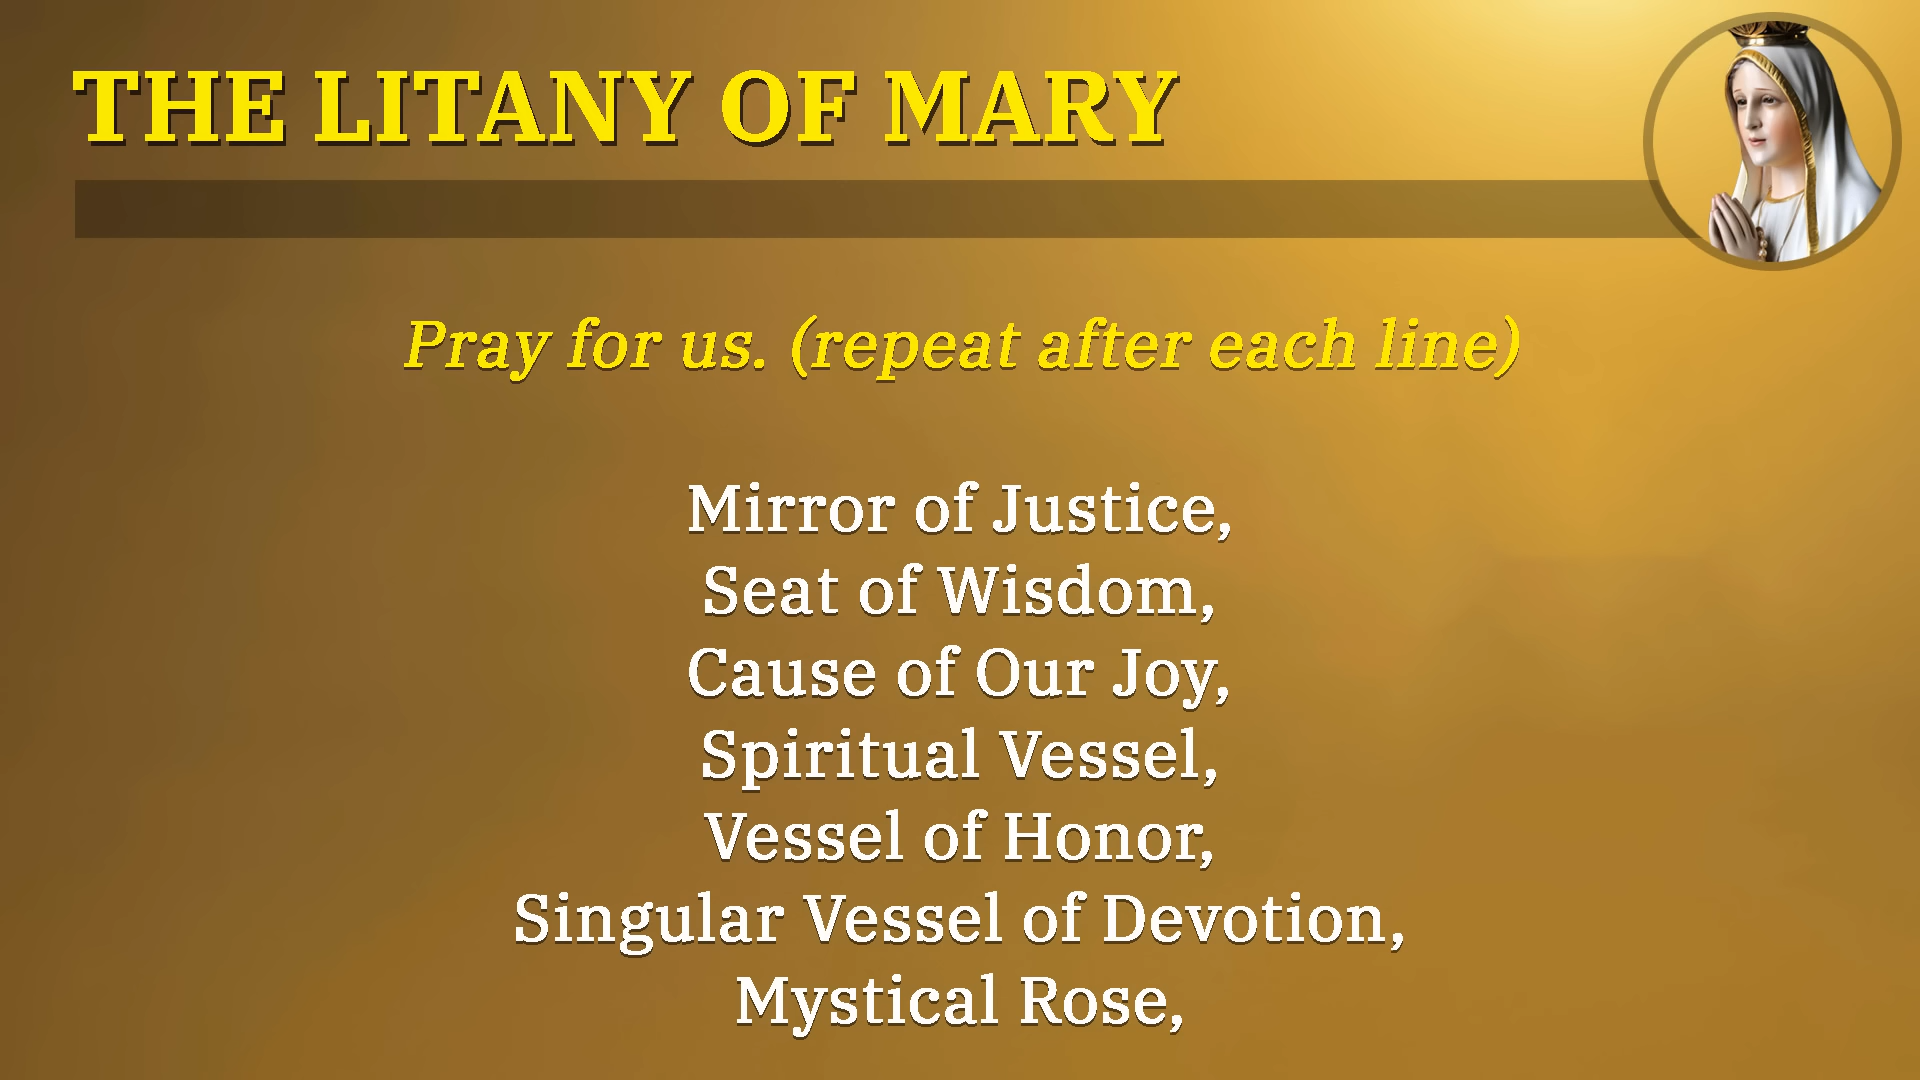 THE LITANY OF MARY
Pray for us. (repeat after each line)
Mirror of Justice,
Seat of Wisdom,
Cause of Our Joy,
Spiritual Vessel,
Vessel of Honor,
Singular Vessel of Devotion,
Mystical Rose,